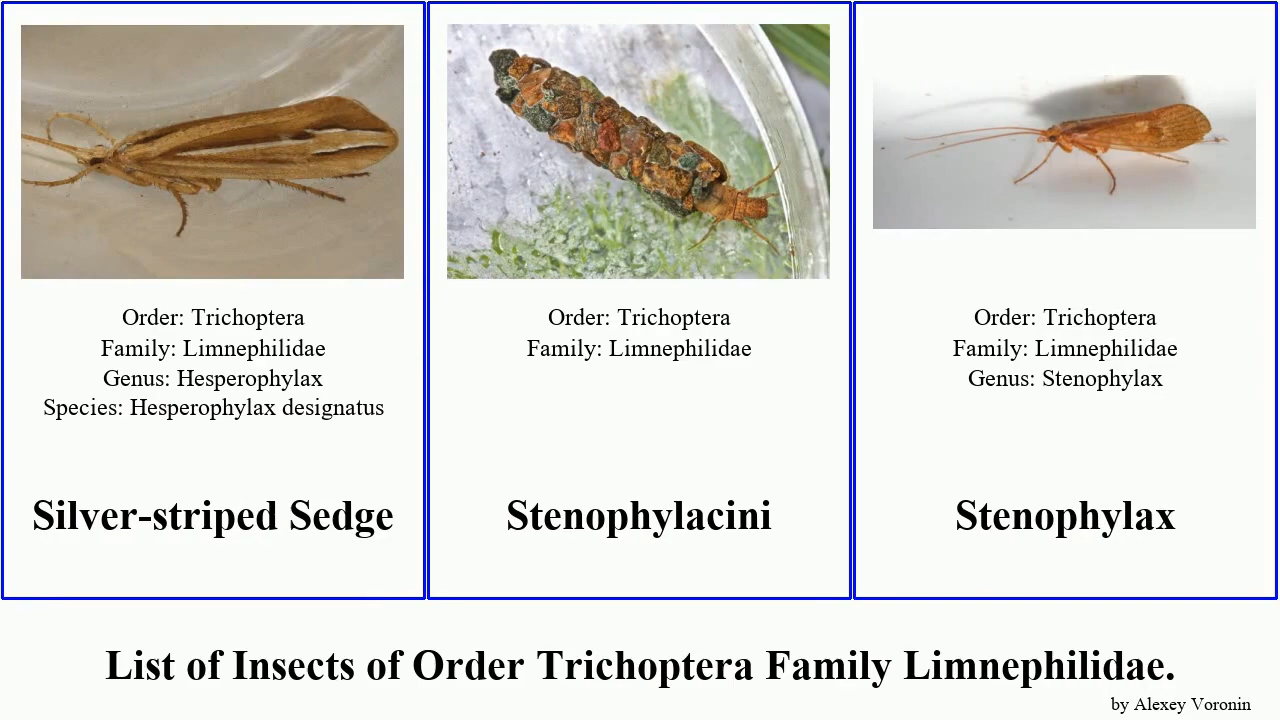 Order: Trichoptera
Family: Limnephilidae
Genus: Hesperophylax
Species: Hesperophylax designatus
Silver-striped Sedge
Order: Trichoptera
Family: Limnephilidae
Stenophylacini
Order: Trichoptera
Family: Limnephilidae
Genus: Stenophylax
Stenophylax
List of Insects of Order Trichoptera Family Limnephilidae.
by Alexey Voronin